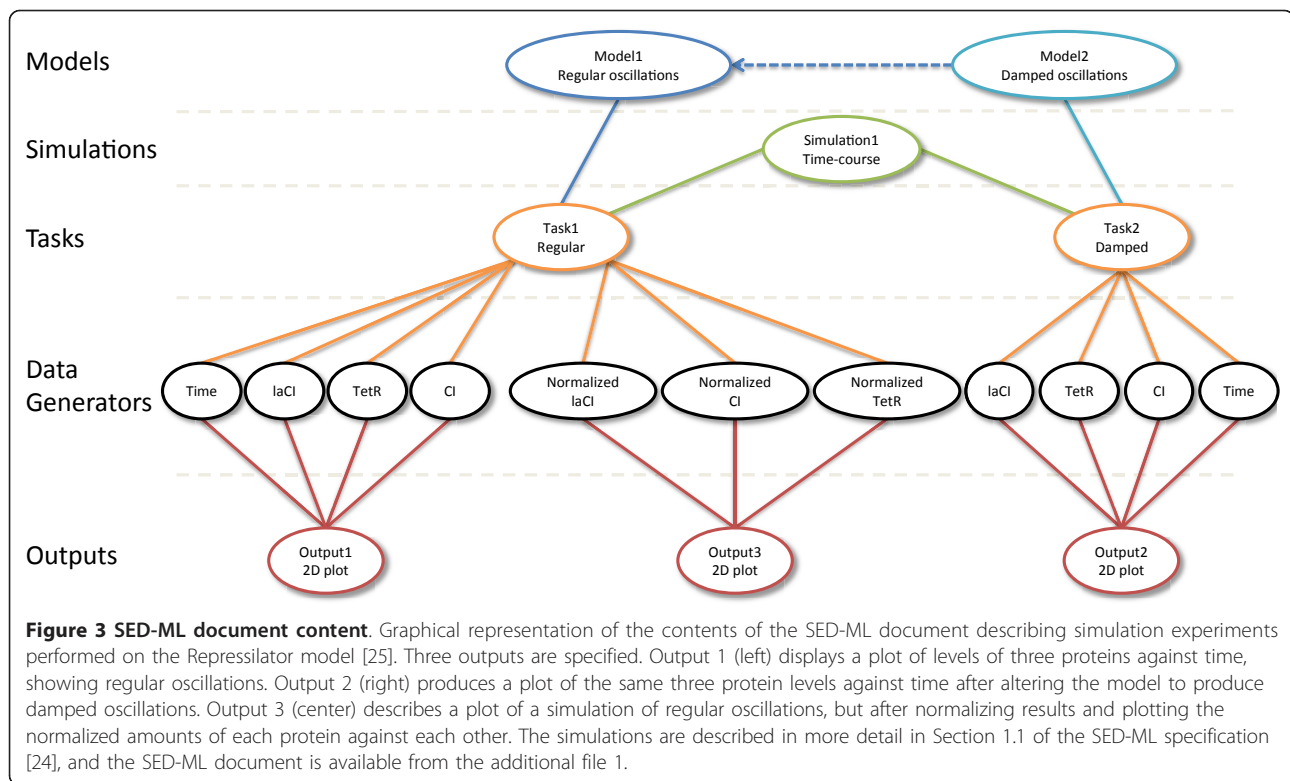 Models
Model1
Regular oscillations
Model2
Damped oscillations
Simulations
Simulation1
Time-course
Tasks
Task1
Regular
Task2
Damped
Data
Generators
Time
laCI
TetR
CI
Normalized
laCI
Normalized
CI
Normalized
TetR
laCI
TetR
CI
Time
Outputs
Output1
2D plot
Output3
2D plot
Output2
2D plot
Figure 3 SED-ML document content. Graphical representation of the contents of the SED-ML document describing simulation experiments
performed on the Repressilator model [25]. Three outputs are specified. Output 1 (left) displays a plot of levels of three proteins against time,
showing regular oscillations. Output 2 (right) produces a plot of the same three protein levels against time after altering the model to produce
damped oscillations. Output 3 (center) describes a plot of a simulation of regular oscillations, but after normalizing results and plotting the
normalized amounts of each protein against each other. The simulations are described in more detail in Section 1.1 of the SED-ML specification
[24], and the SED-ML document is available from the additional file 1.